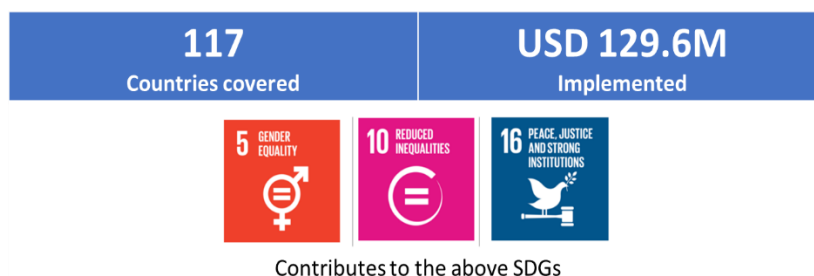 117
Countries covered
USD 129.6M
Implemented
5 GENDER
EQUALITY
10 REDUCED
INEQUALITIES
16 PEACE, JUSTICE
AND STRONG
INSTITUTIONS
Contributes to the above SDGs